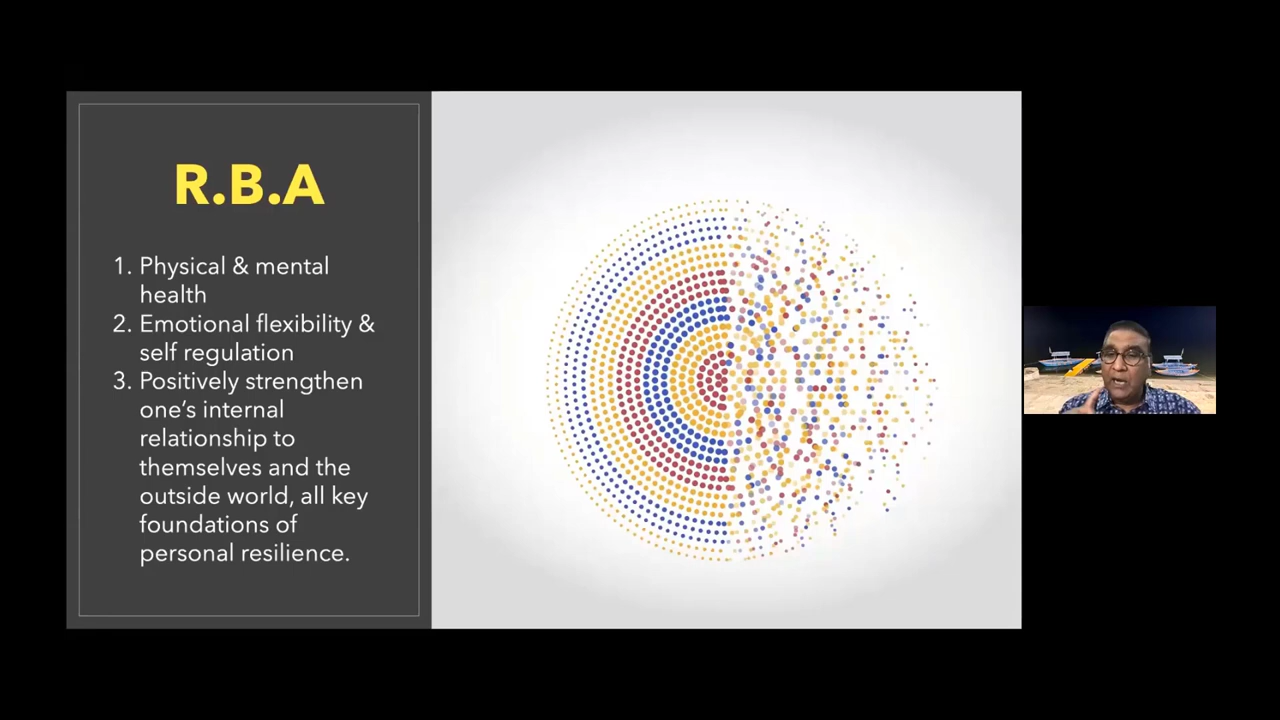 R.B.A
1. Physical & mental
health
2. Emotional flexibility &
self regulation
3. Positively strengthen
one's internal
relationship to
themselves and the
outside world, all key
foundations of
personal resilience.